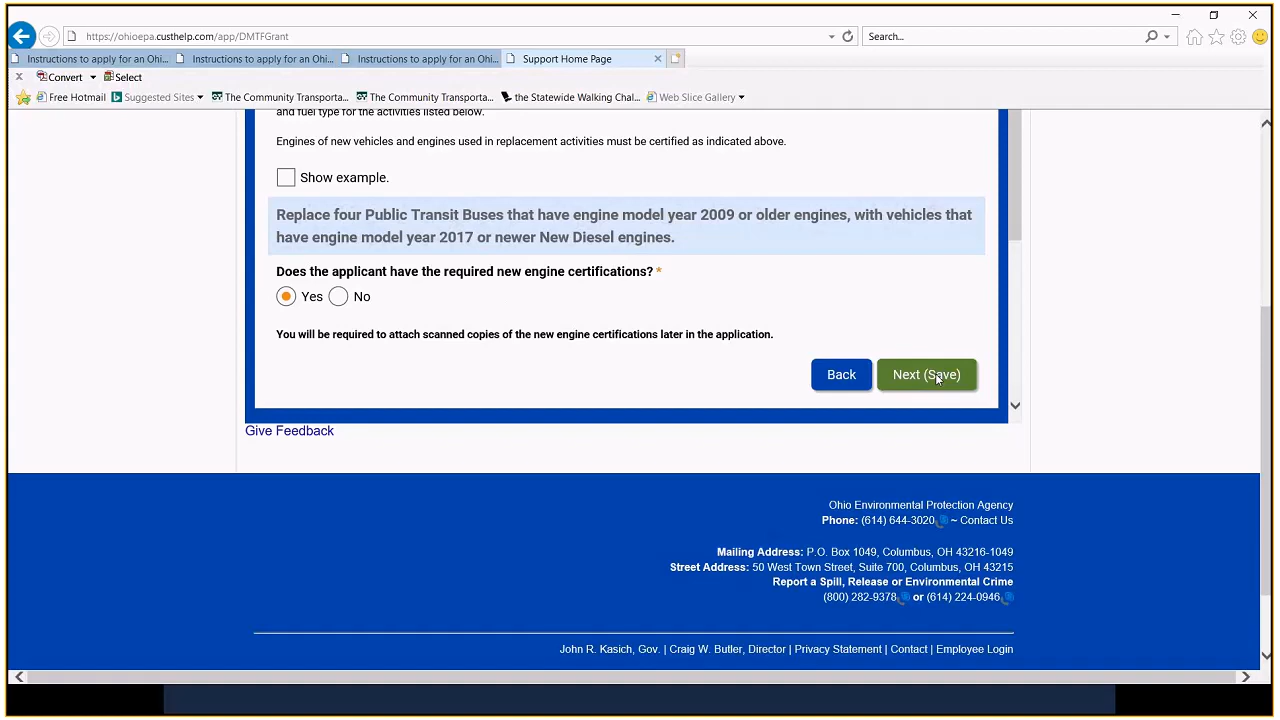 https://ohioepa.custhelp.com/app/DMTFGrant
Search...
Instructions to apply for an Ohi...
Instructions to apply for an Ohi...
Instructions to apply for an Ohi...
Support Home Page
Convert
Select
Free Hotmail
Suggested Sites
The Community Transporta...
The Community Transporta...
the Statewide Walking Chal...
Web Slice Gallery
and fuel type for the activities listed below.
Engines of new vehicles and engines used in replacement activities must be certified as indicated above.
Show example.
Replace four Public Transit Buses that have engine model year 2009 or older engines, with vehicles that
have engine model year 2017 or newer New Diesel engines.
Does the applicant have the required new engine certifications? *
Yes No
You will be required to attach scanned copies of the new engine certifications later in the application.
Back
Next (Save)
Give Feedback
Ohio Environmental Protection Agency
Phone: (614) 644-3020 ~ Contact Us
Mailing Address: P.O. Box 1049, Columbus, OH 43216-1049
Street Address: 50 West Town Street, Suite 700, Columbus, OH 43215
Report a Spill, Release or Environmental Crime
(800) 282-9378 or (614) 224-0946
John R. Kasich, Gov. | Craig W. Butler, Director | Privacy Statement | Contact | Employee Login